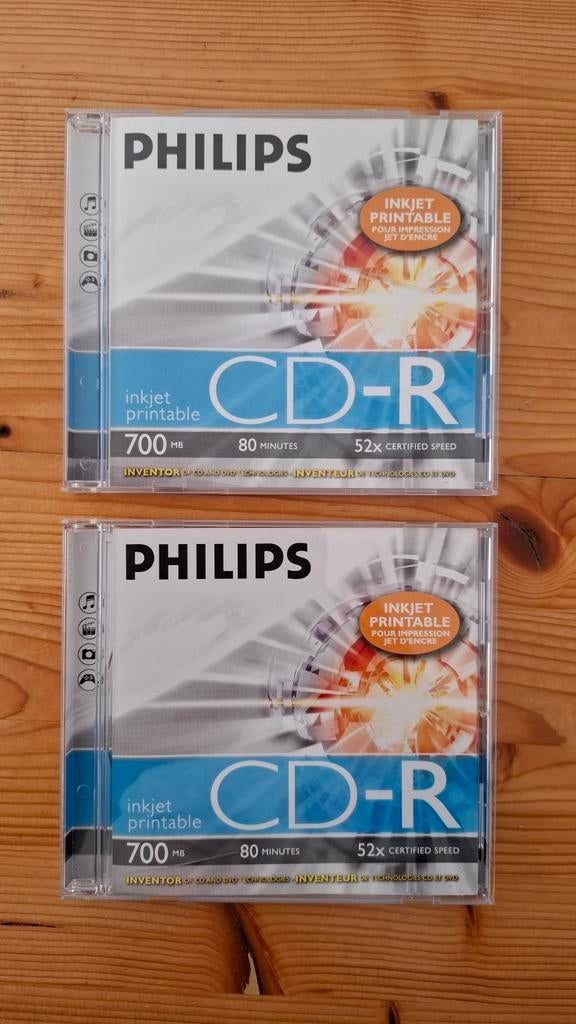 PHILIPS
INKJET
PRINTABLE
POUR IMPRESSION
JET D'ENCRE
inkjet
printable
CD-R
700 MB 80 MINUTES 52x CERTIFIED SPEED
INVENTOR OF CD AND DVD TECHNOLOGIES - INVENTEUR DE TECHNOLOGIES CD ET DVD
PHILIPS
INKJET
PRINTABLE
POUR IMPRESSION
JET D'ENCRE
inkjet
printable
CD-R
700 MB 80 MINUTES 52x CERTIFIED SPEED
INVENTOR OF CD AND DVD TECHNOLOGIES - INVENTEUR DE TECHNOLOGIES CD ET DVD